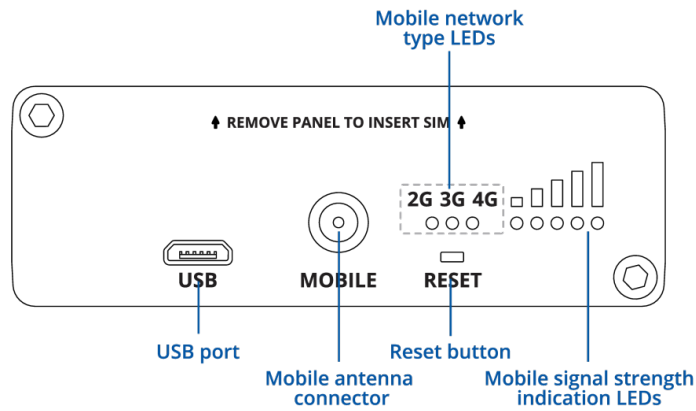 Mobile network
type LEDs
REMOVE PANEL TO INSERT SIM
2G 3G 4G
USB
MOBILE
RESET
USB port
Reset button
Mobile antenna
connector
Mobile signal strength
indication LEDs